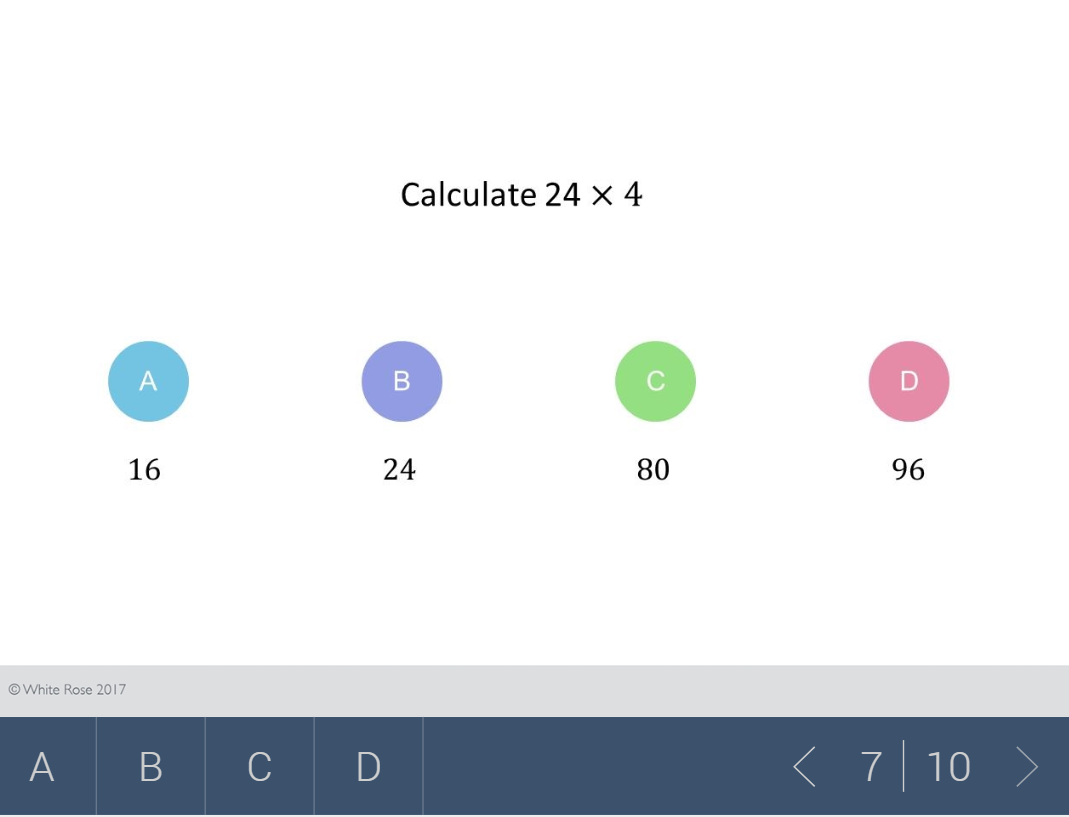 Calculate 24 × 4
A B C D
16 24 80 96
© White Rose 2017
A B C D 7 10